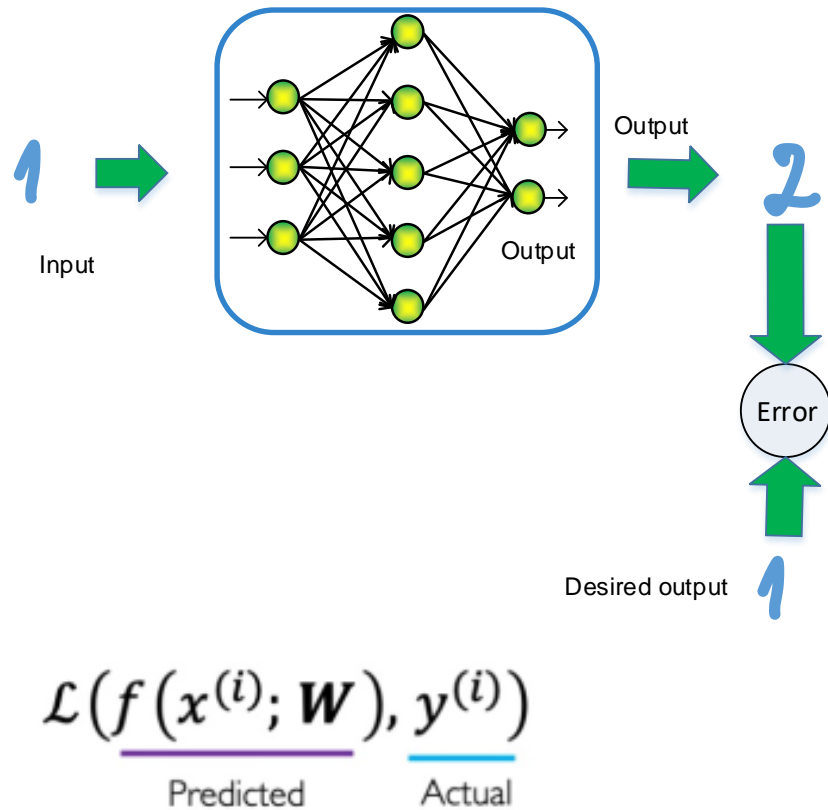 1
Input
Output
Output
2
Error
Desired output 1
ℒ(f(x⁽ⁱ⁾; W), y⁽ⁱ⁾)
Predicted Actual